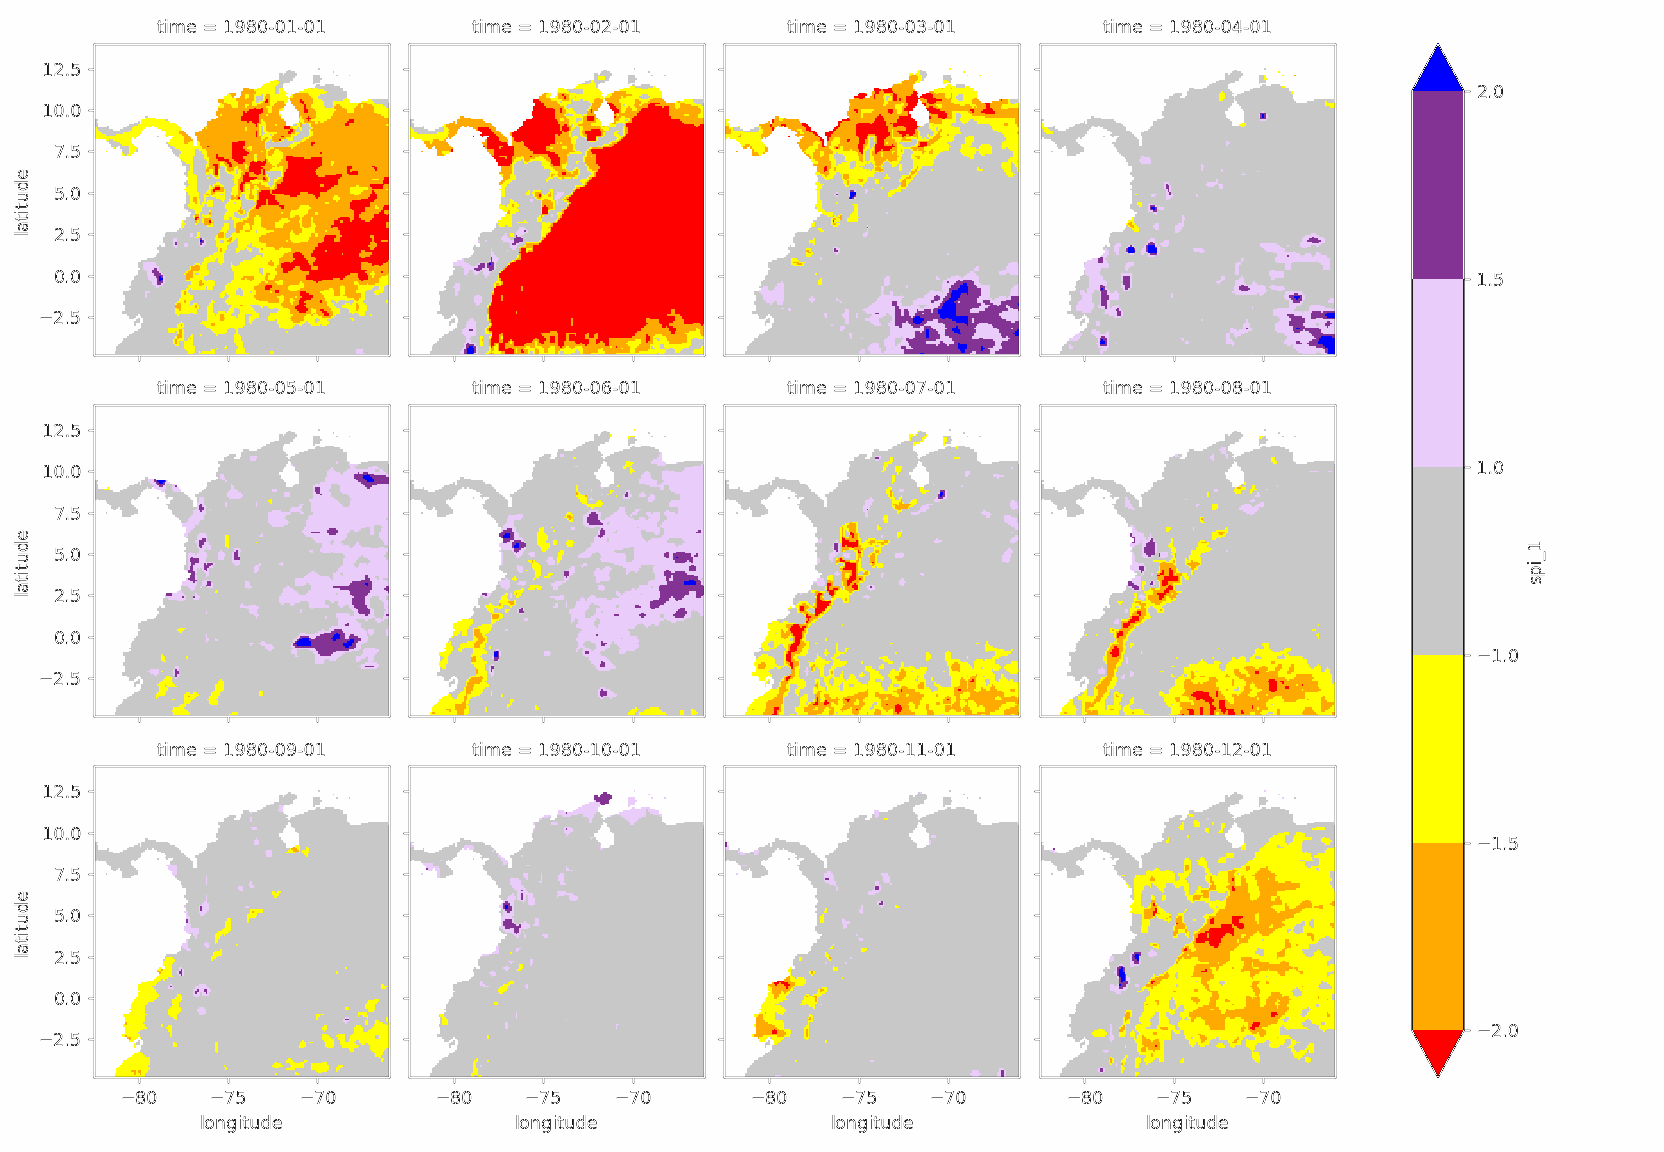 time = 1980-01-01
time = 1980-02-01
time = 1980-03-01
time = 1980-04-01
12.5
10.0
7.5
5.0
2.5
0.0
−2.5
latitude
time = 1980-05-01
time = 1980-06-01
time = 1980-07-01
time = 1980-08-01
12.5
10.0
7.5
5.0
2.5
0.0
−2.5
latitude
time = 1980-09-01
time = 1980-10-01
time = 1980-11-01
time = 1980-12-01
12.5
10.0
7.5
5.0
2.5
0.0
−2.5
latitude
−80 −75 −70
longitude
−80 −75 −70
longitude
−80 −75 −70
longitude
−80 −75 −70
longitude
2.0
1.5
1.0
−1.0
−1.5
−2.0
spi_1